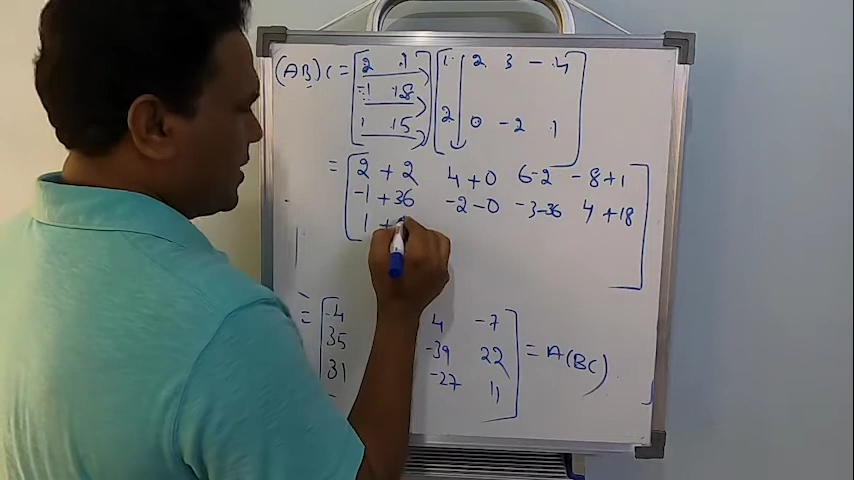 (AB)C = [2 1] [1 2 3 -4]
[-1 18]
[1 15] [2 0 -2 1]
= [2 + 2 4 + 0 6-2 -8+1]
-1 + 36 -2 - 0 -3-36 4 + 18
1 +
= [4 4 -7]
35 -39 22 = A(BC)
31 -27 11